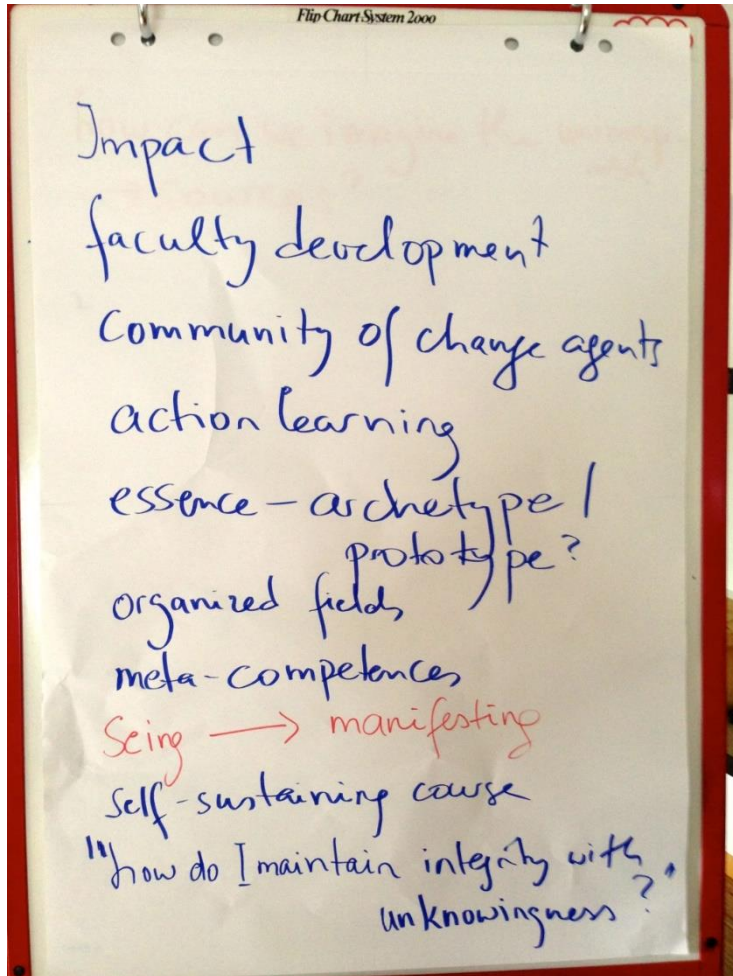 Flip Chart System 2000
Impact
faculty development
Community of change agents
action learning
essence – archetype /
prototype?
organized fields
meta-competences
Seing → manifesting
self-sustaining course
"how do I maintain integrity with
unknowingness?"